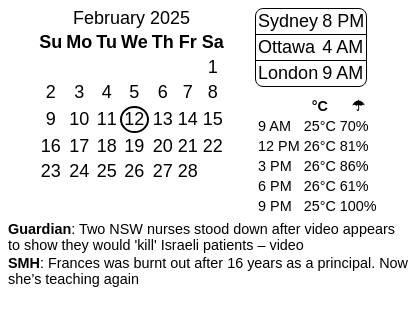 February 2025
Su Mo Tu We Th Fr Sa
1
2 3 4 5 6 7 8
9 10 11 12 13 14 15
16 17 18 19 20 21 22
23 24 25 26 27 28
Sydney 8 PM
Ottawa 4 AM
London 9 AM
°C ☂
9 AM 25°C 70%
12 PM 26°C 81%
3 PM 26°C 86%
6 PM 26°C 61%
9 PM 25°C 100%
Guardian: Two NSW nurses stood down after video appears
to show they would 'kill' Israeli patients – video
SMH: Frances was burnt out after 16 years as a principal. Now
she’s teaching again